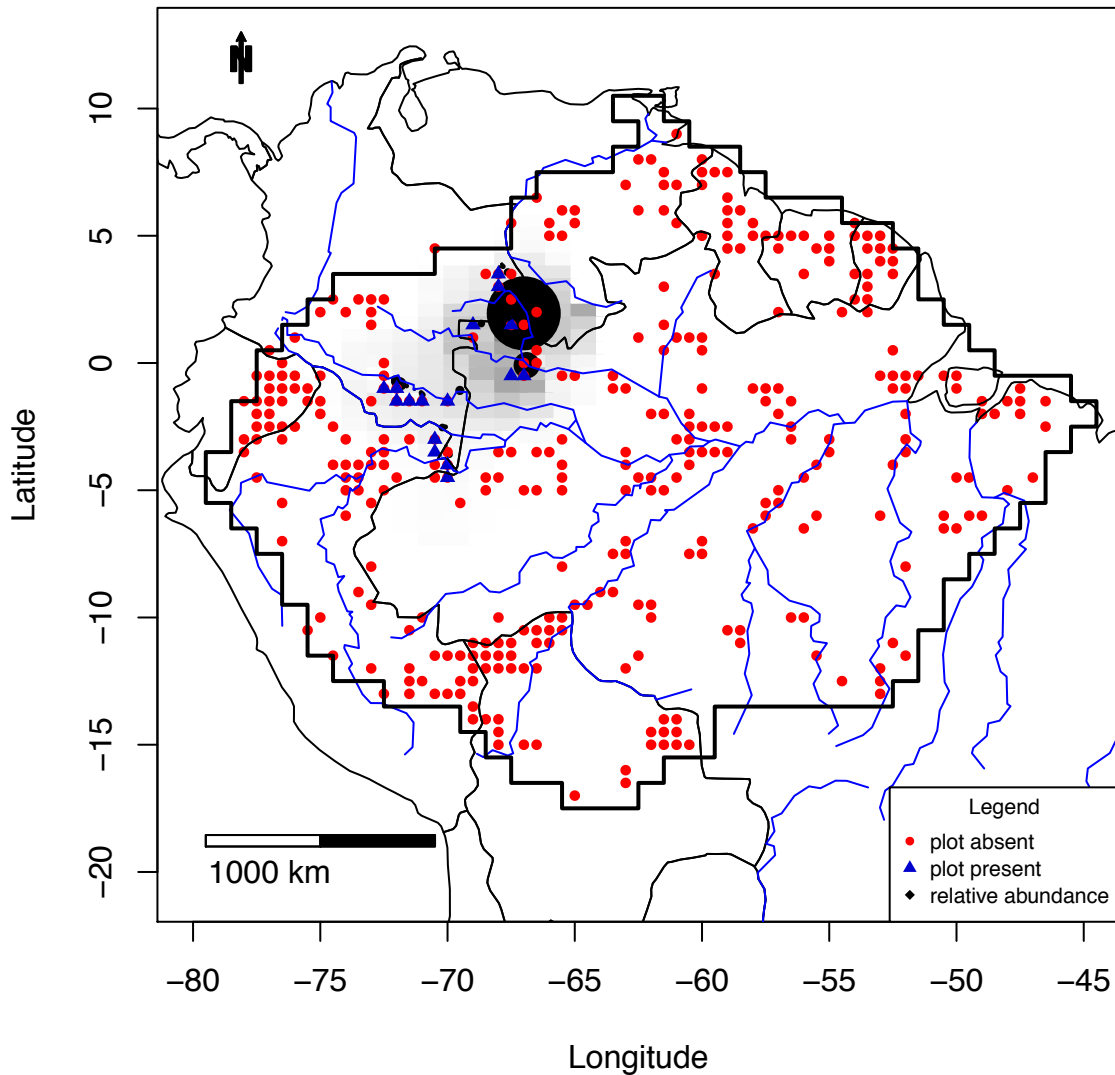 N
10
5
0
−5
−10
−15
−20
Latitude
1000 km
Legend
plot absent
plot present
relative abundance
−80
−75
−70
−65
−60
−55
−50
−45
Longitude